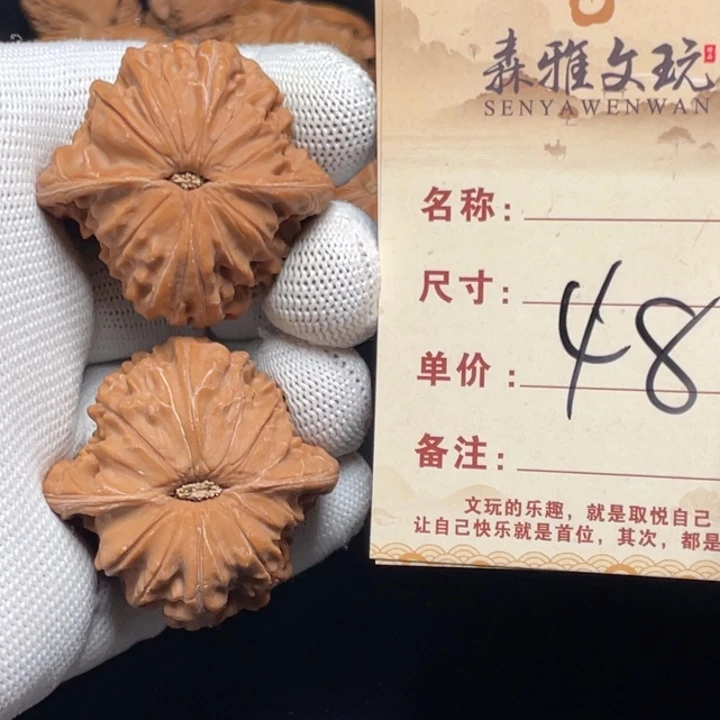 森雅文玩
SENYAWENWAN
名称：
尺寸：
48
单价：
备注：
文玩的乐趣，就是取悦自己
让自己快乐就是首位，其次，都是